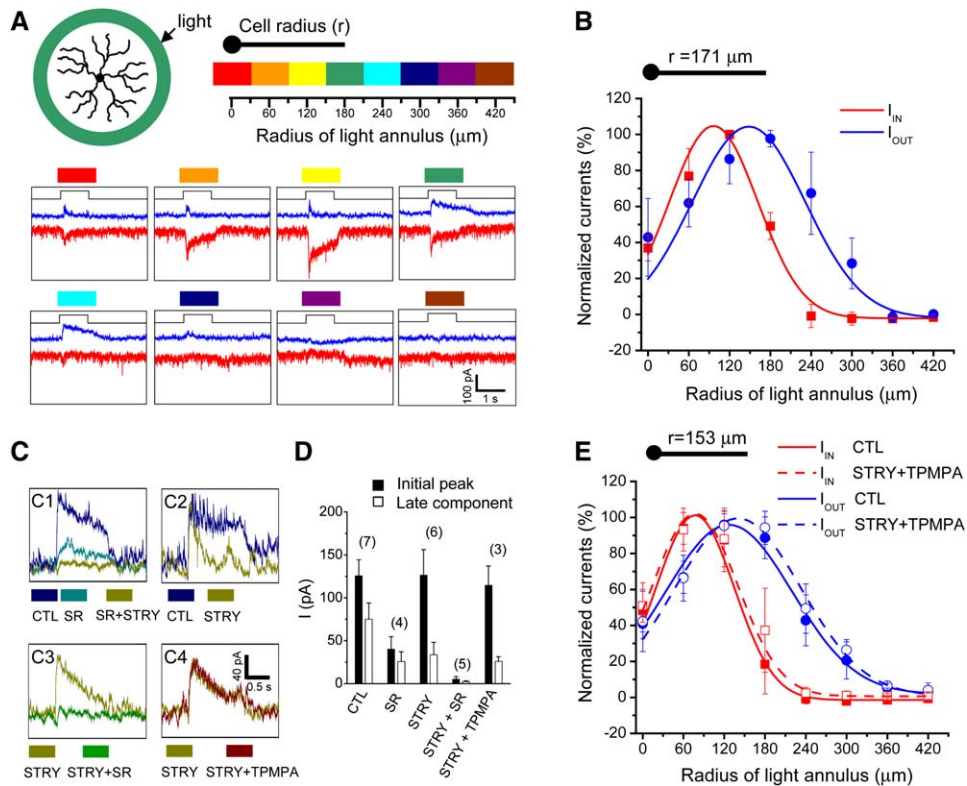 A
light
Cell radius (r)
0 60 120 180 240 300 360 420
Radius of light annulus (μm)
100 pA
1 s
B
r =171 μm
I_IN
I_OUT
Normalized currents (%)
120
100
80
60
40
20
0
-20
0 60 120 180 240 300 360 420
Radius of light annulus (μm)
C
C1
CTL SR SR+STRY
C2
CTL STRY
C3
STRY STRY+SR
C4
40 pA
0.5 s
STRY STRY+TPMPA
D
Initial peak
Late component
I (pA)
200
150
100
50
0
(7)
(4)
(6)
(5)
(3)
CTL
SR
STRY
STRY + SR
STRY + TPMPA
E
r=153 μm
I_IN CTL
I_IN STRY+TPMPA
I_OUT CTL
I_OUT STRY+TPMPA
Normalized currents (%)
120
100
80
60
40
20
0
-20
0 60 120 180 240 300 360 420
Radius of light annulus (μm)